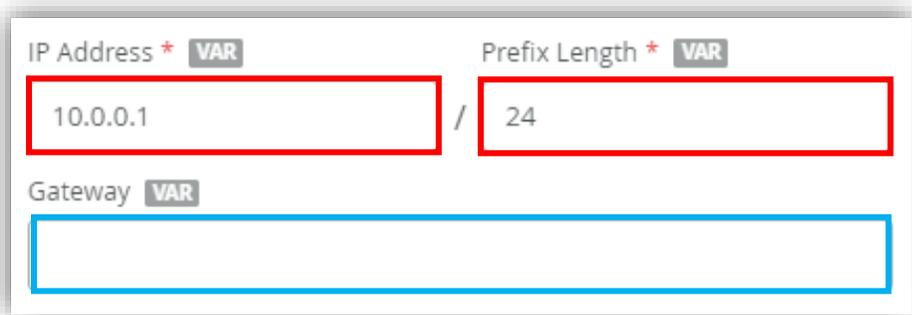 IP Address * VAR Prefix Length * VAR
10.0.0.1 / 24
Gateway VAR